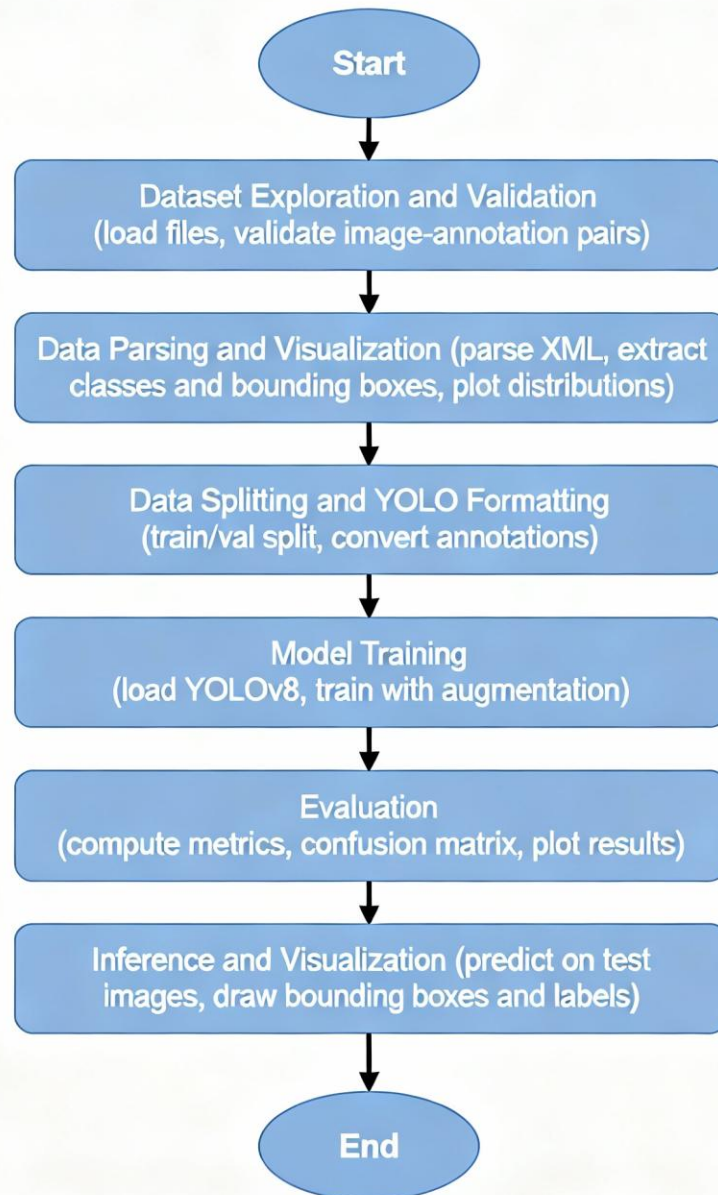 Start
Dataset Exploration and Validation
(load files, validate image-annotation pairs)
Data Parsing and Visualization (parse XML, extract
classes and bounding boxes, plot distributions)
Data Splitting and YOLO Formatting
(train/val split, convert annotations)
Model Training
(load YOLOv8, train with augmentation)
Evaluation
(compute metrics, confusion matrix, plot results)
Inference and Visualization (predict on test
images, draw bounding boxes and labels)
End